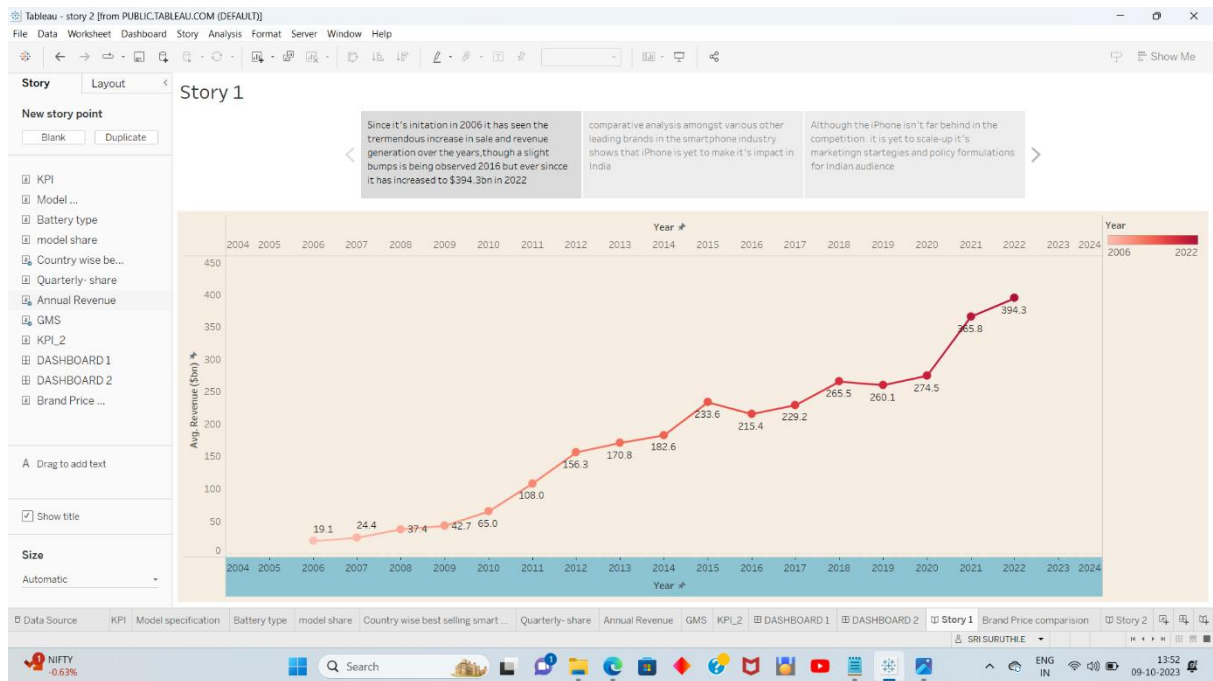 Tableau - story 2 [from PUBLIC.TABLEAU.COM (DEFAULT)]
File Data Worksheet Dashboard Story Analysis Format Server Window Help
Show Me
Story Layout
New story point
Blank Duplicate
KPI
Model ...
Battery type
model share
Country wise be...
Quarterly- share
Annual Revenue
GMS
KPI_2
DASHBOARD 1
DASHBOARD 2
Brand Price ...
A Drag to add text
Show title
Size
Automatic
Story 1
Since it's initation in 2006 it has seen the
trermendous increase in sale and revenue
generation over the years,though a slight
bumps is being observed 2016 but ever sincce
it has increased to $394.3bn in 2022
comparative analysis amongst various other
leading brands in the smartphone industry
shows that iPhone is yet to make it's impact in
India
Although the iPhone isn't far behind in the
competition. it is yet to scale-up it's
marketingn startegies and policy formulations
for Indian audience
Year
2004 2005 2006 2007 2008 2009 2010 2011 2012 2013 2014 2015 2016 2017 2018 2019 2020 2021 2022 2023 2024
Year
2006 2022
Avg. Revenue ($bn)
450
400
350
300
250
200
150
100
50
0
19.1
24.4
37.4
42.7
65.0
108.0
156.3
170.8
182.6
233.6
215.4
229.2
265.5
260.1
274.5
365.8
394.3
2004 2005 2006 2007 2008 2009 2010 2011 2012 2013 2014 2015 2016 2017 2018 2019 2020 2021 2022 2023 2024
Year
Data Source KPI Model specification Battery type model share Country wise best selling smart ... Quarterly- share Annual Revenue GMS KPI_2 DASHBOARD 1 DASHBOARD 2 Story 1 Brand Price comparision Story 2
SRI SURUTHI.E
NIFTY
-0.63%
Search
ENG
IN
13:52
09-10-2023